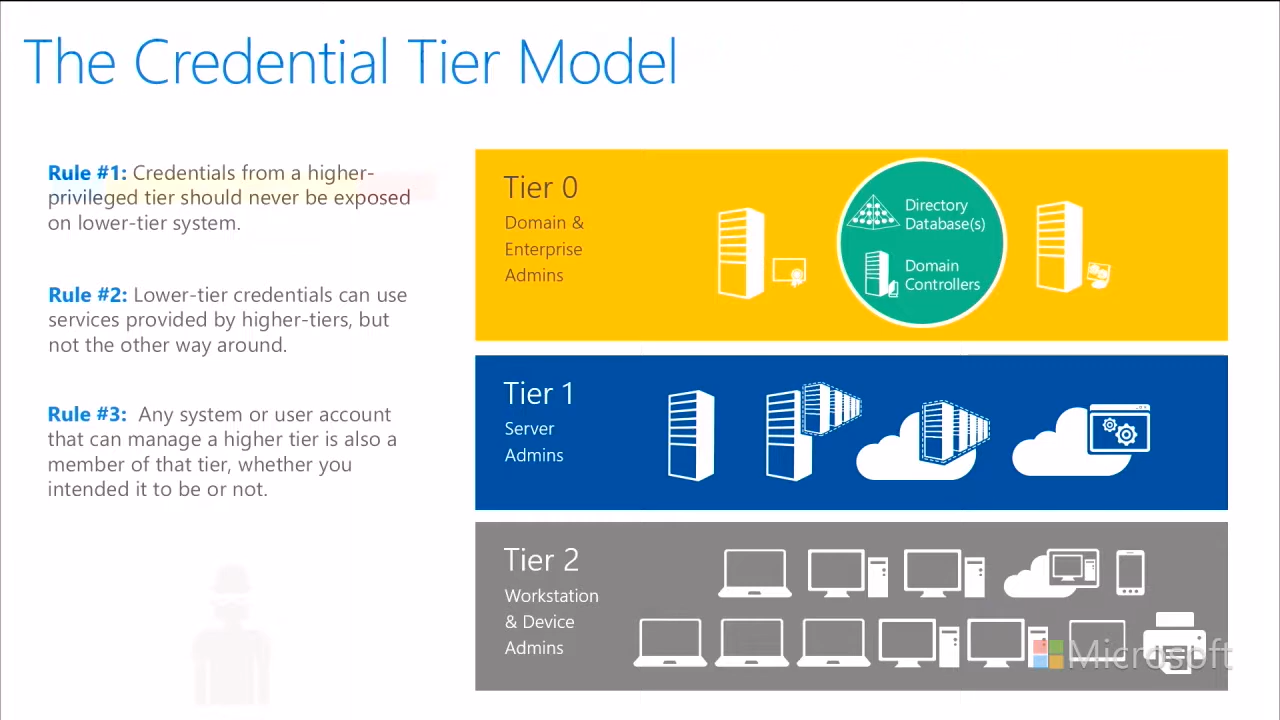 The Credential Tier Model
Rule #1: Credentials from a higher-
privileged tier should never be exposed
on lower-tier system.
Rule #2: Lower-tier credentials can use
services provided by higher-tiers, but
not the other way around.
Rule #3:  Any system or user account
that can manage a higher tier is also a
member of that tier, whether you
intended it to be or not.
Tier 0
Domain &
Enterprise
Admins
Directory
Database(s)
Domain
Controllers
Tier 1
Server
Admins
Tier 2
Workstation
& Device
Admins
Microsoft